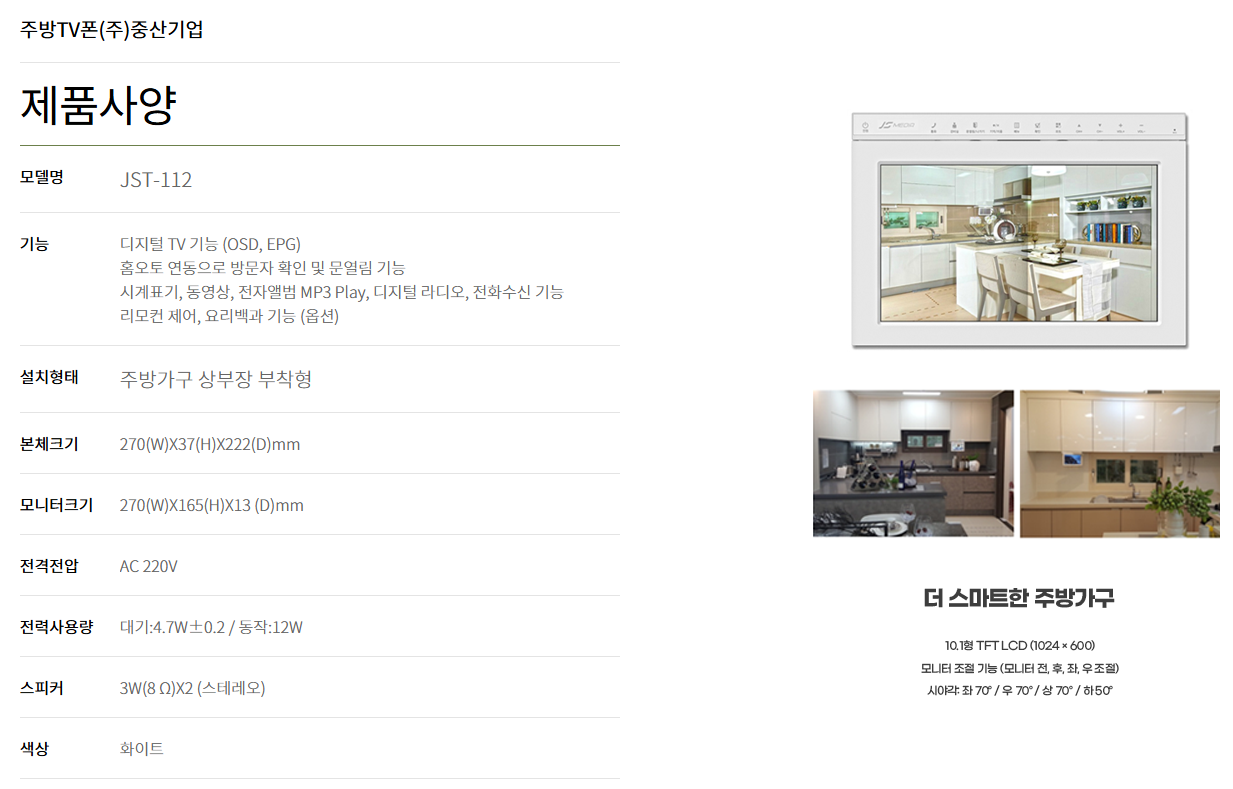 주방TV폰(주)중산기업
제품사양
모델명 JST-112
기능 디지털 TV 기능 (OSD, EPG)
홈오토 연동으로 방문자 확인 및 문열림 기능
시계표기, 동영상, 전자앨범 MP3 Play, 디지털 라디오, 전화수신 기능
리모컨 제어, 요리백과 기능 (옵션)
설치형태 주방가구 상부장 부착형
본체크기 270(W)X37(H)X222(D)mm
모니터크기 270(W)X165(H)X13 (D)mm
전격전압 AC 220V
전력사용량 대기:4.7W±0.2 / 동작:12W
스피커 3W(8 Ω)X2 (스테레오)
색상 화이트
JS MEDIA
더 스마트한 주방가구
10.1형 TFT LCD (1024 × 600)
모니터 조절 기능 (모니터 전, 후, 좌, 우 조절)
시야각: 좌 70° / 우 70° / 상 70° / 하 50°